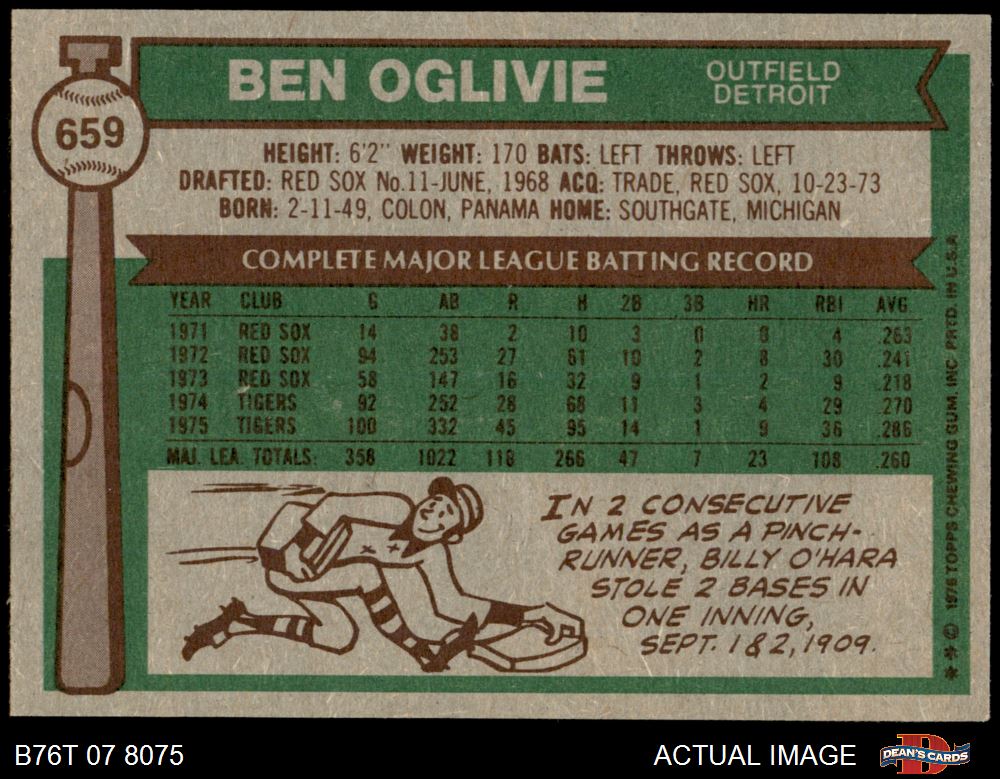 659
BEN OGLIVIE
OUTFIELD
DETROIT
HEIGHT: 6'2" WEIGHT: 170 BATS: LEFT THROWS: LEFT
DRAFTED: RED SOX No.11-JUNE, 1968 ACQ: TRADE, RED SOX, 10-23-73
BORN: 2-11-49, COLON, PANAMA HOME: SOUTHGATE, MICHIGAN
COMPLETE MAJOR LEAGUE BATTING RECORD
YEAR CLUB G AB R H 2B 3B HR RBI AVG.
1971 RED SOX 14 38 2 10 3 0 0 4 .263
1972 RED SOX 94 253 27 61 10 2 8 30 .241
1973 RED SOX 58 147 16 32 9 1 2 9 .218
1974 TIGERS 92 252 28 68 11 3 4 29 .270
1975 TIGERS 100 332 45 95 14 1 9 36 .286
MAJ. LEA. TOTALS: 358 1022 118 266 47 7 23 108 .260
IN 2 CONSECUTIVE
GAMES AS A PINCH-
RUNNER, BILLY O'HARA
STOLE 2 BASES IN
ONE INNING,
SEPT. 1 & 2, 1909.
** © 1976 TOPPS CHEWING GUM, INC. PRTD. IN U.S.A.
B76T 07 8075
ACTUAL IMAGE
DEAN'S CARDS